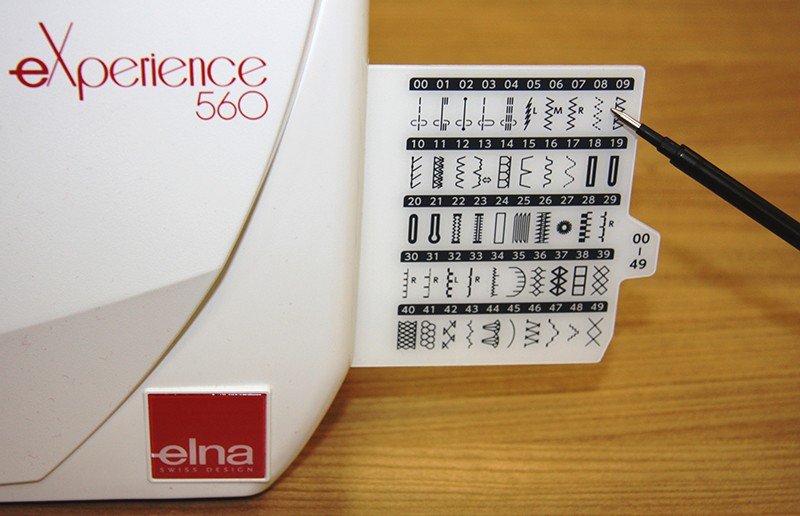 eXperience
560
00 01 02 03 04 05 06 07 08 09
L M R
10 11 12 13 14 15 16 17 18 19
20 21 22 23 24 25 26 27 28 29
R
00
–
49
30 31 32 33 34 35 36 37 38 39
R R L R
40 41 42 43 44 45 46 47 48 49
elna
SWISS DESIGN